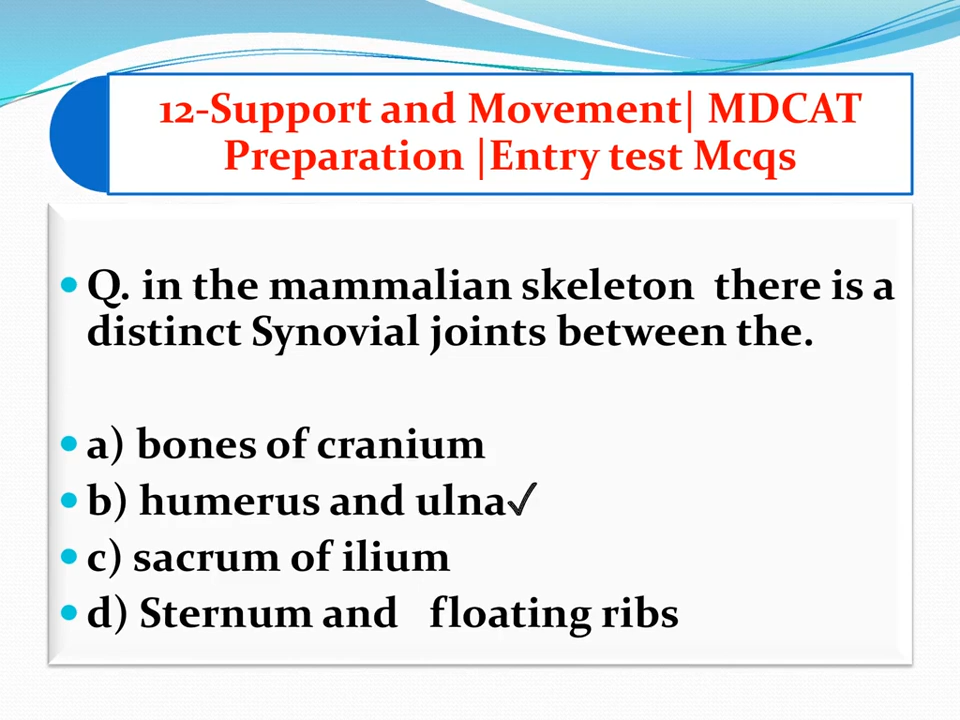 12-Support and Movement| MDCAT
Preparation |Entry test Mcqs
Q. in the mammalian skeleton there is a
distinct Synovial joints between the.
a) bones of cranium
b) humerus and ulna✓
c) sacrum of ilium
d) Sternum and floating ribs